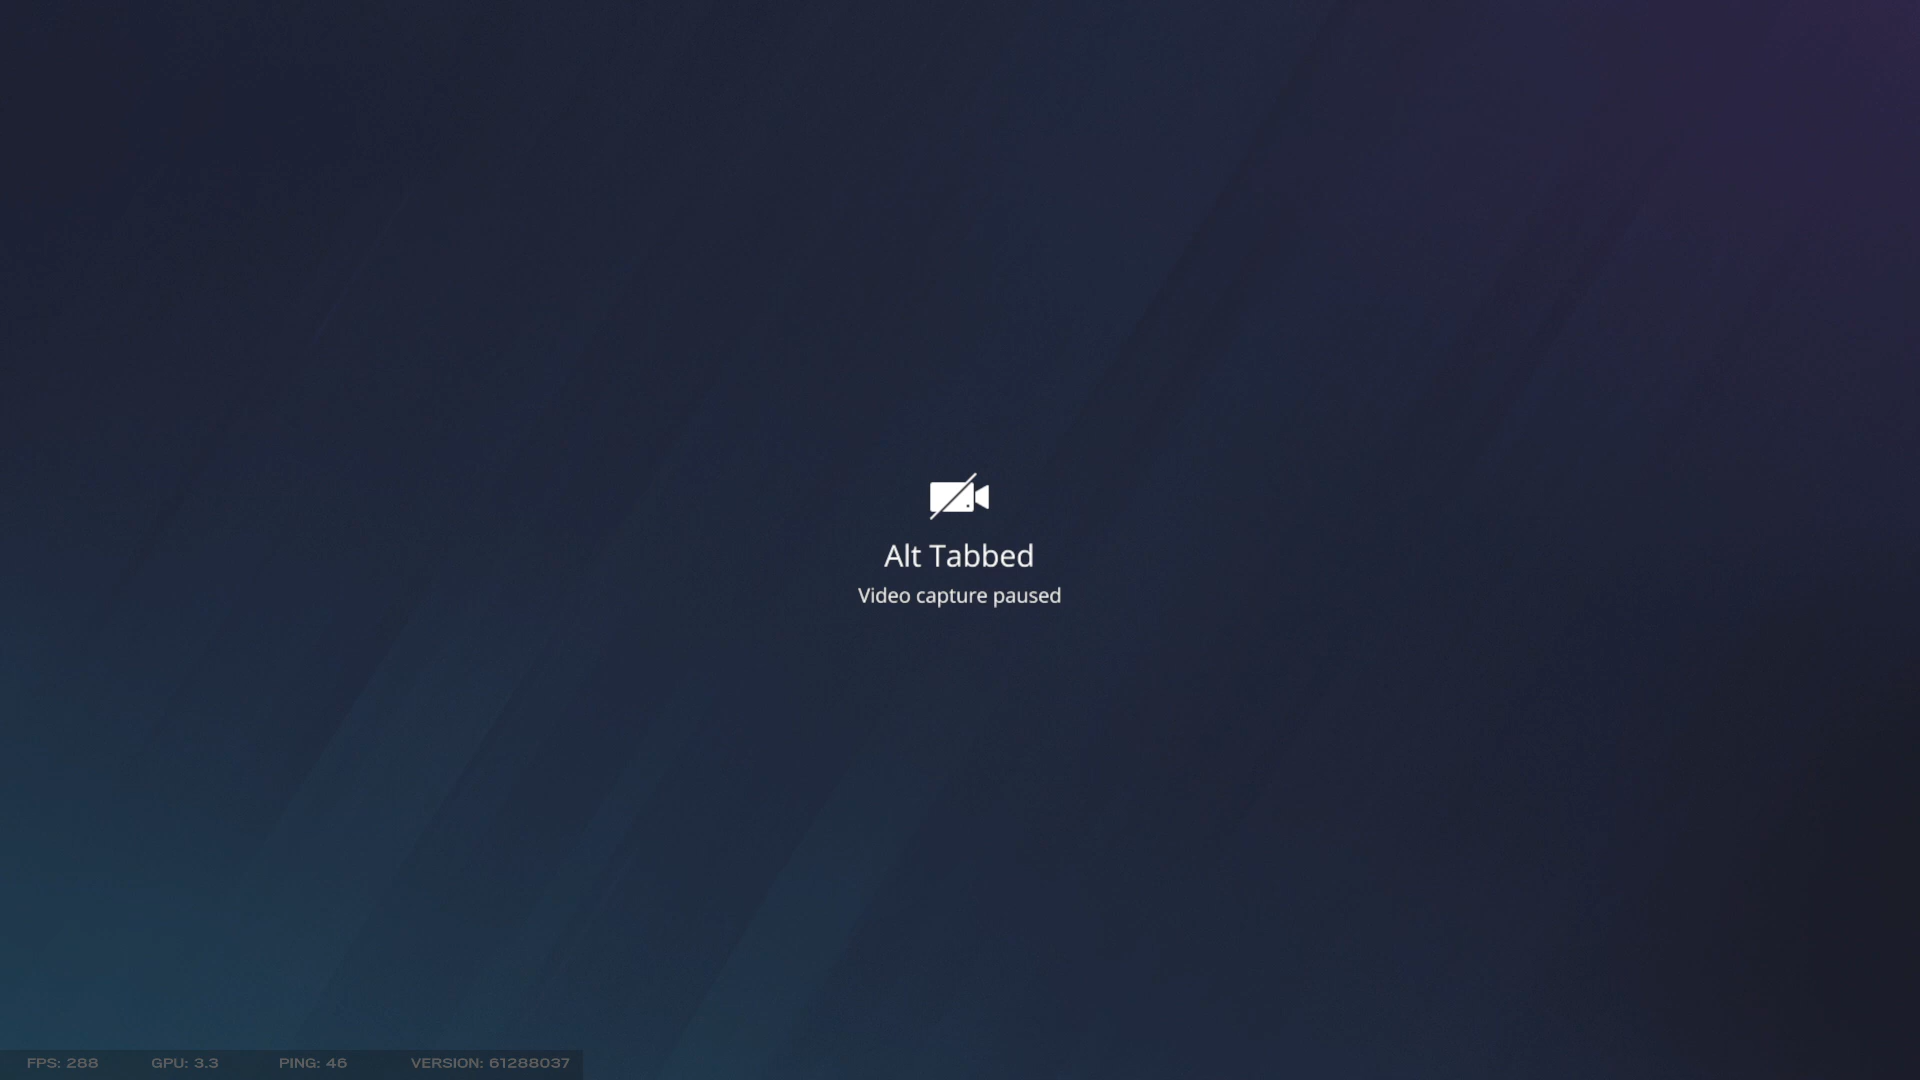 Alt Tabbed
Video capture paused
FPS: 288 GPU: 3.3 PING: 46 VERSION: 61288037